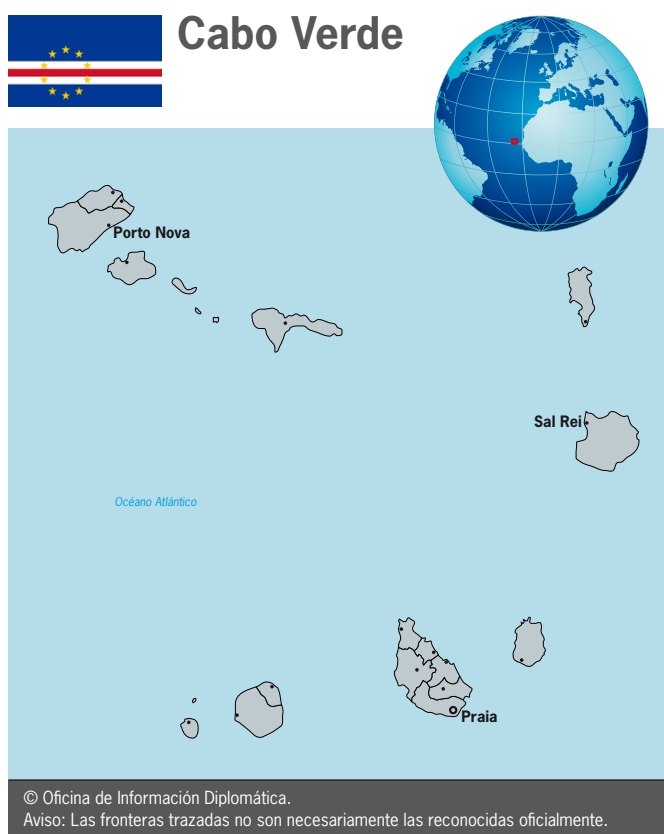 Cabo Verde
Porto Nova
Sal Rei
Océano Atlántico
Praia
© Oficina de Información Diplomática.
Aviso: Las fronteras trazadas no son necesariamente las reconocidas oficialmente.